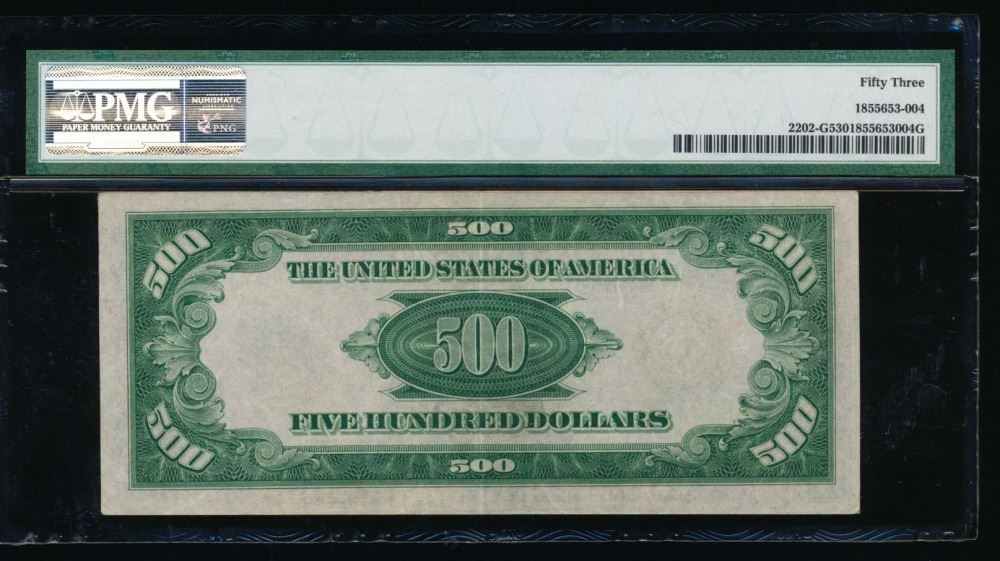 PMG
PAPER MONEY GUARANTY
NUMISMATIC
PNG
Fifty Three
1855653-004
2202-G5301855653004G
500
500
500
THE UNITED STATES OF AMERICA
500
FIVE HUNDRED DOLLARS
500
500
500